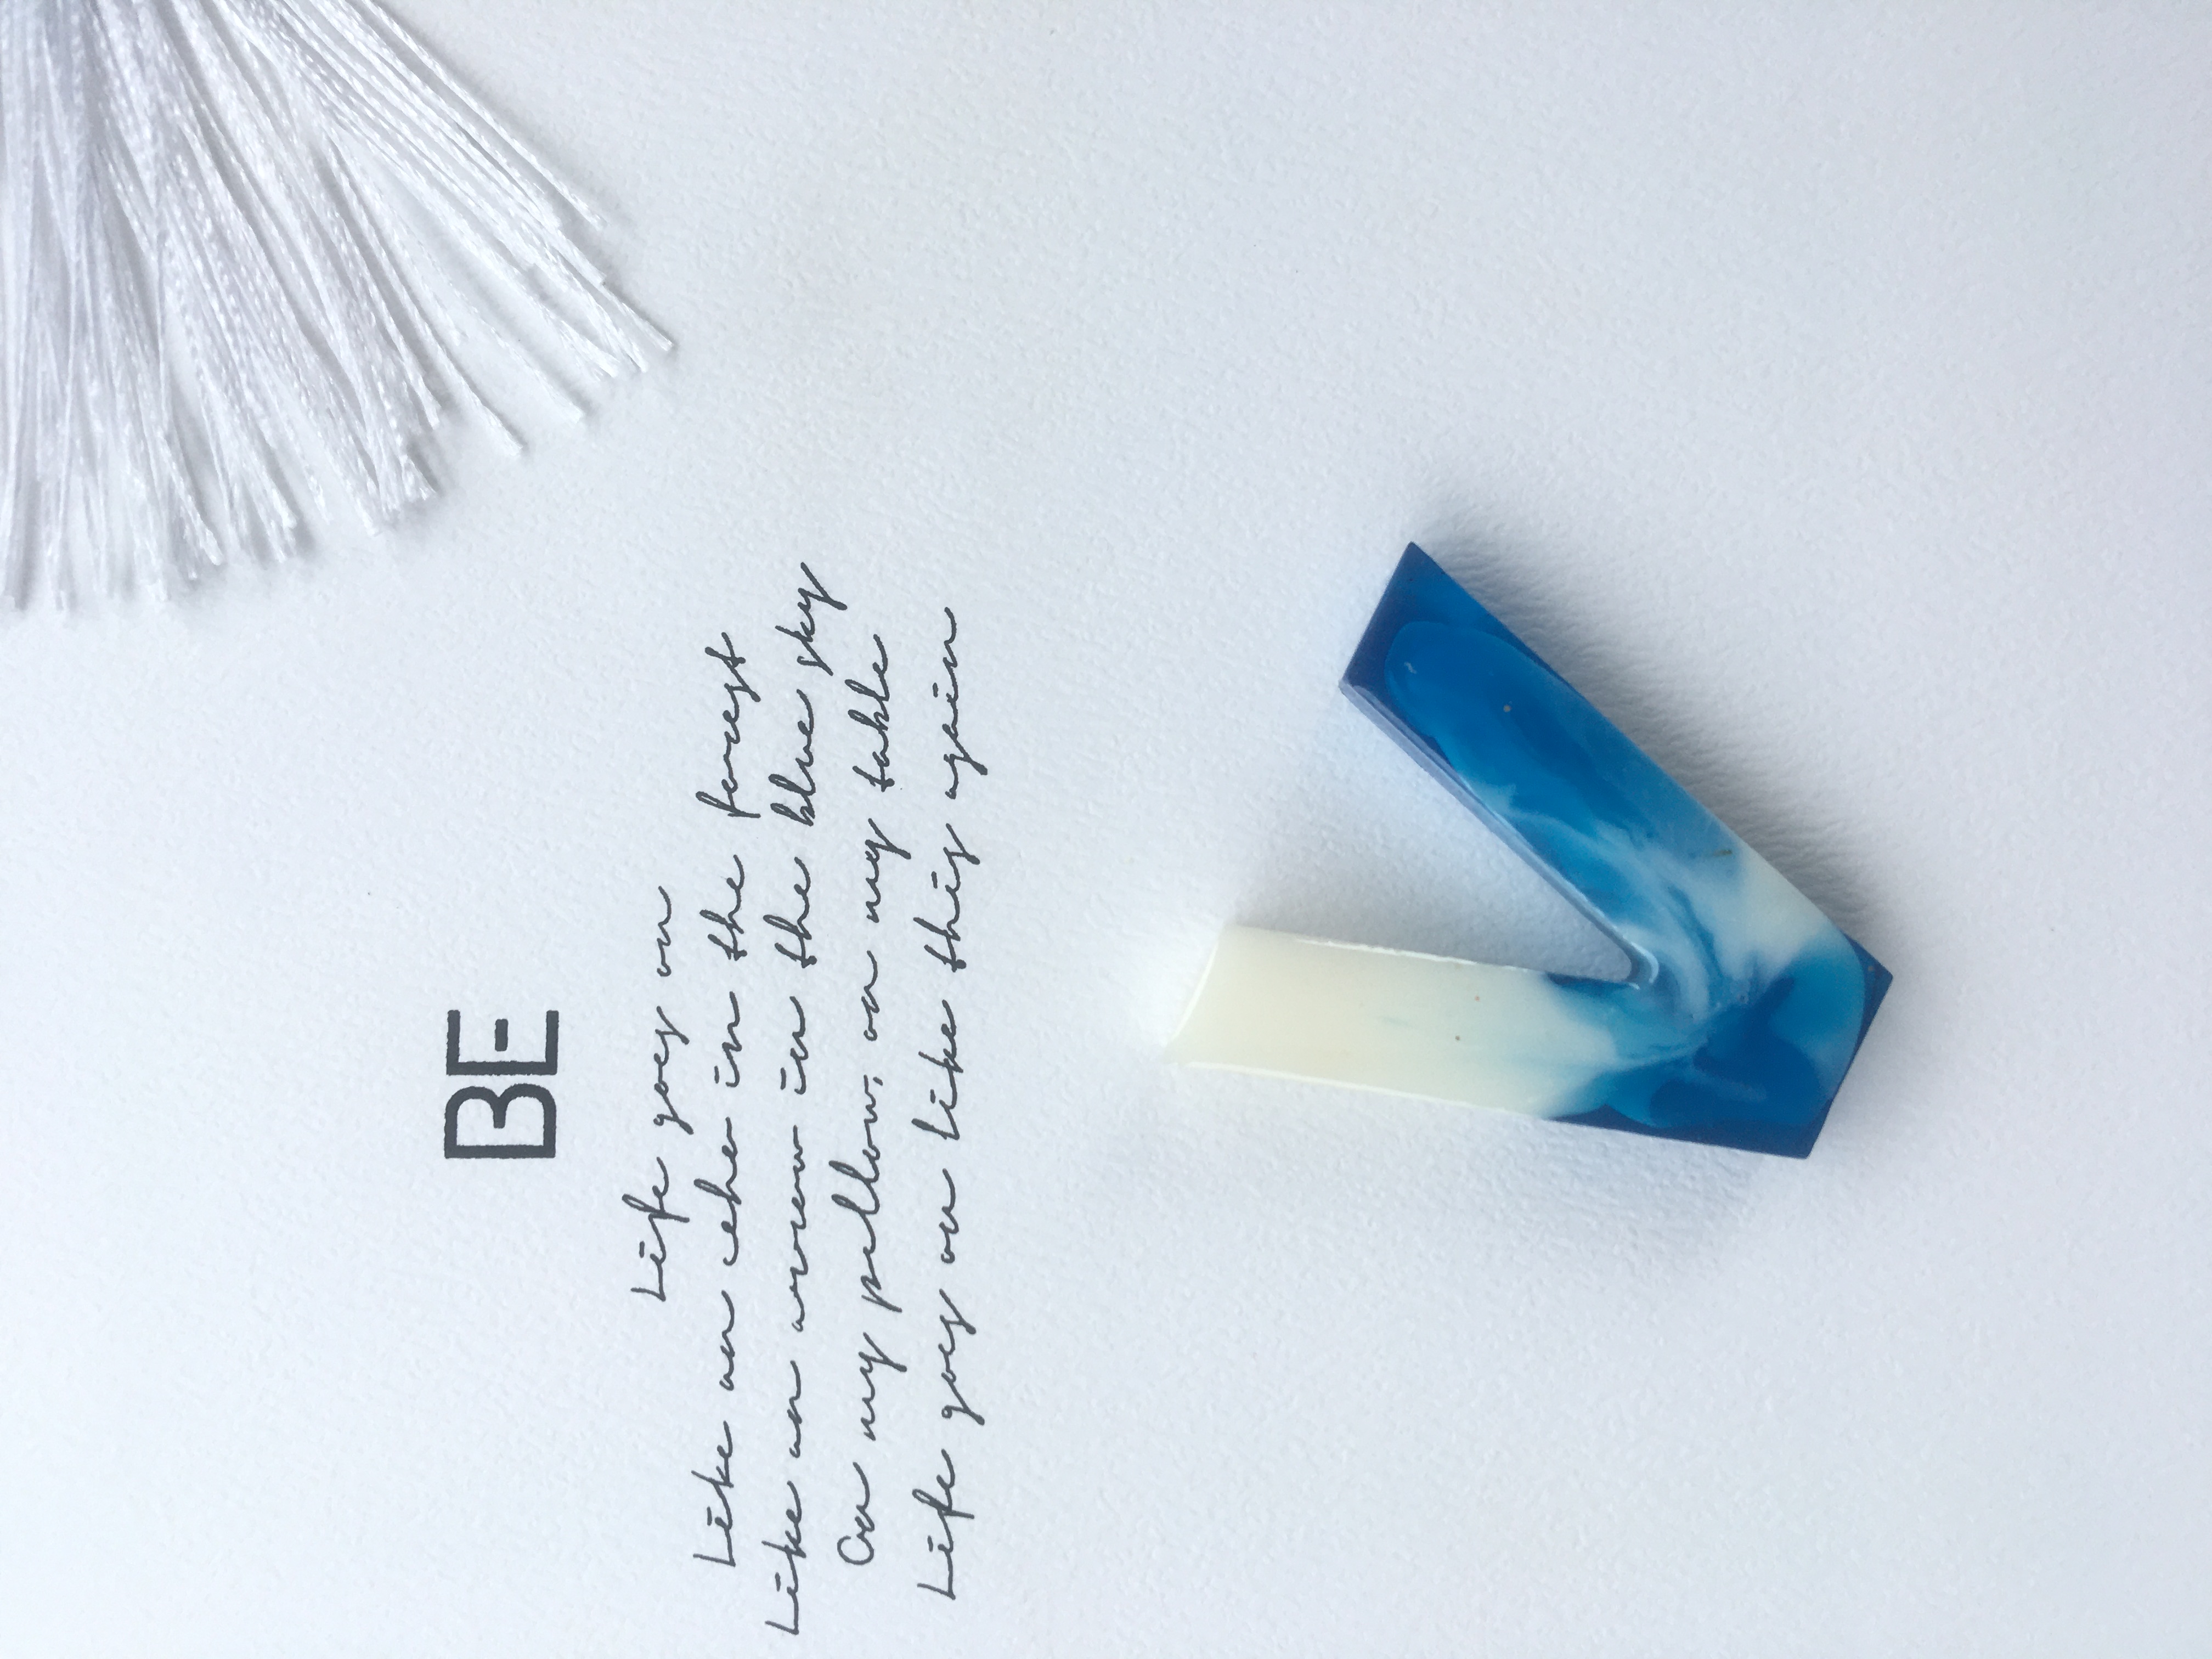 BE
Life goes on
Like an echo in the forest
Like an arrow in the blue sky
On my pillow, on my table
Life goes on like this again
V